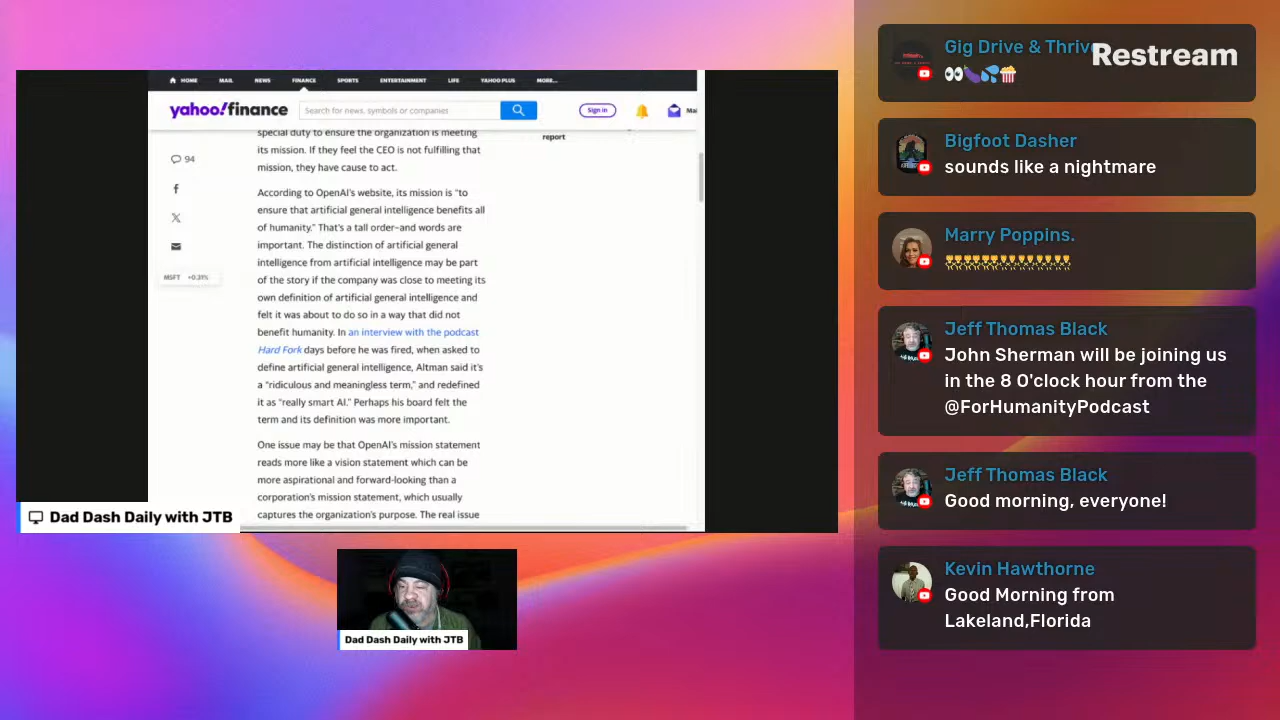 HOME MAIL NEWS FINANCE SPORTS ENTERTAINMENT LIFE YAHOO PLUS MORE...
yahoo!finance
Search for news, symbols or companies
Sign in
Mai
special duty to ensure the organization is meeting
its mission. If they feel the CEO is not fulfilling that
mission, they have cause to act.
report
94
According to OpenAI's website, its mission is "to
ensure that artificial general intelligence benefits all
of humanity." That's a tall order–and words are
important. The distinction of artificial general
intelligence from artificial intelligence may be part
of the story if the company was close to meeting its
own definition of artificial general intelligence and
felt it was about to do so in a way that did not
benefit humanity. In an interview with the podcast
Hard Fork days before he was fired, when asked to
define artificial general intelligence, Altman said it's
a "ridiculous and meaningless term," and redefined
it as "really smart AI." Perhaps his board felt the
term and its definition was more important.
MSFT +0.31%
One issue may be that OpenAI's mission statement
reads more like a vision statement which can be
more aspirational and forward-looking than a
corporation's mission statement, which usually
captures the organization's purpose. The real issue
Dad Dash Daily with JTB
Dad Dash Daily with JTB
Restream
Gig Drive & Thrive
👀🍆💦🍿
Bigfoot Dasher
sounds like a nightmare
Marry Poppins.
Jeff Thomas Black
John Sherman will be joining us
in the 8 O'clock hour from the
@ForHumanityPodcast
Jeff Thomas Black
Good morning, everyone!
Kevin Hawthorne
Good Morning from
Lakeland,Florida